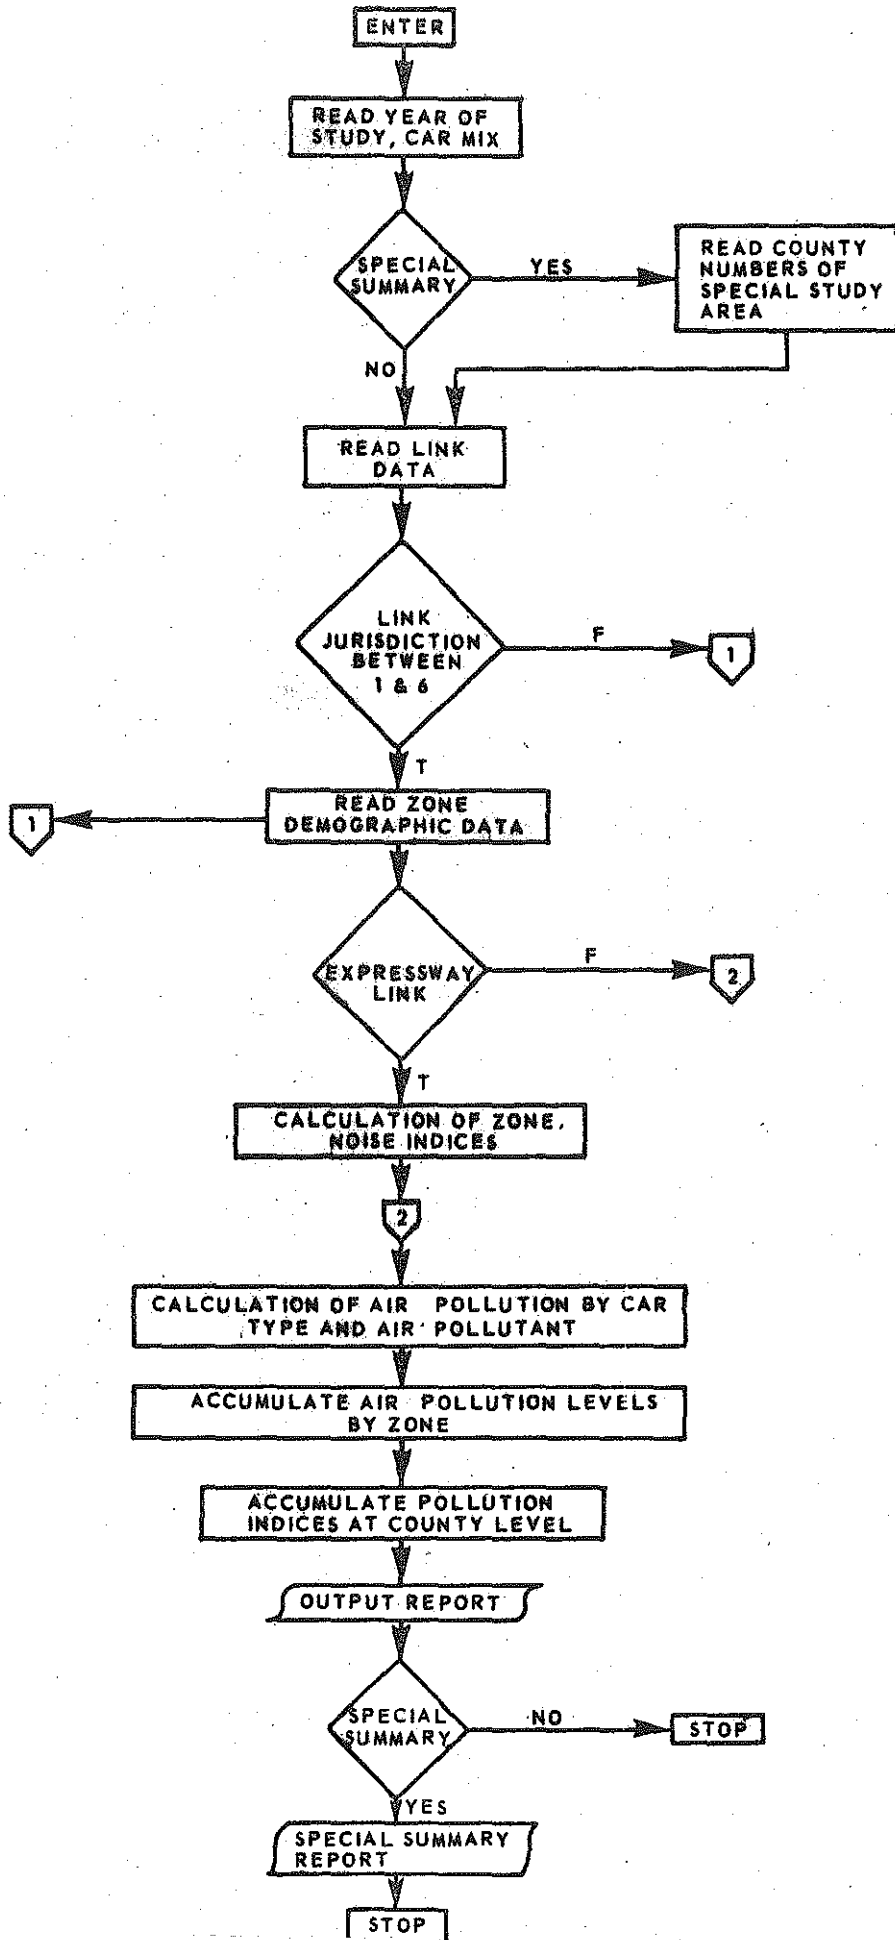 ENTER
READ YEAR OF
STUDY, CAR MIX
SPECIAL
SUMMARY
YES
READ COUNTY
NUMBERS OF
SPECIAL STUDY
AREA
NO
READ LINK
DATA
LINK
JURISDICTION
BETWEEN
1 & 6
F
1
T
READ ZONE
DEMOGRAPHIC DATA
1
EXPRESSWAY
LINK
F
2
T
CALCULATION OF ZONE.
NOISE INDICES
2
CALCULATION OF AIR POLLUTION BY CAR
TYPE AND AIR POLLUTANT
ACCUMULATE AIR POLLUTION LEVELS
BY ZONE
ACCUMULATE POLLUTION
INDICES AT COUNTY LEVEL
OUTPUT REPORT
SPECIAL
SUMMARY
NO
STOP
YES
SPECIAL SUMMARY
REPORT
STOP